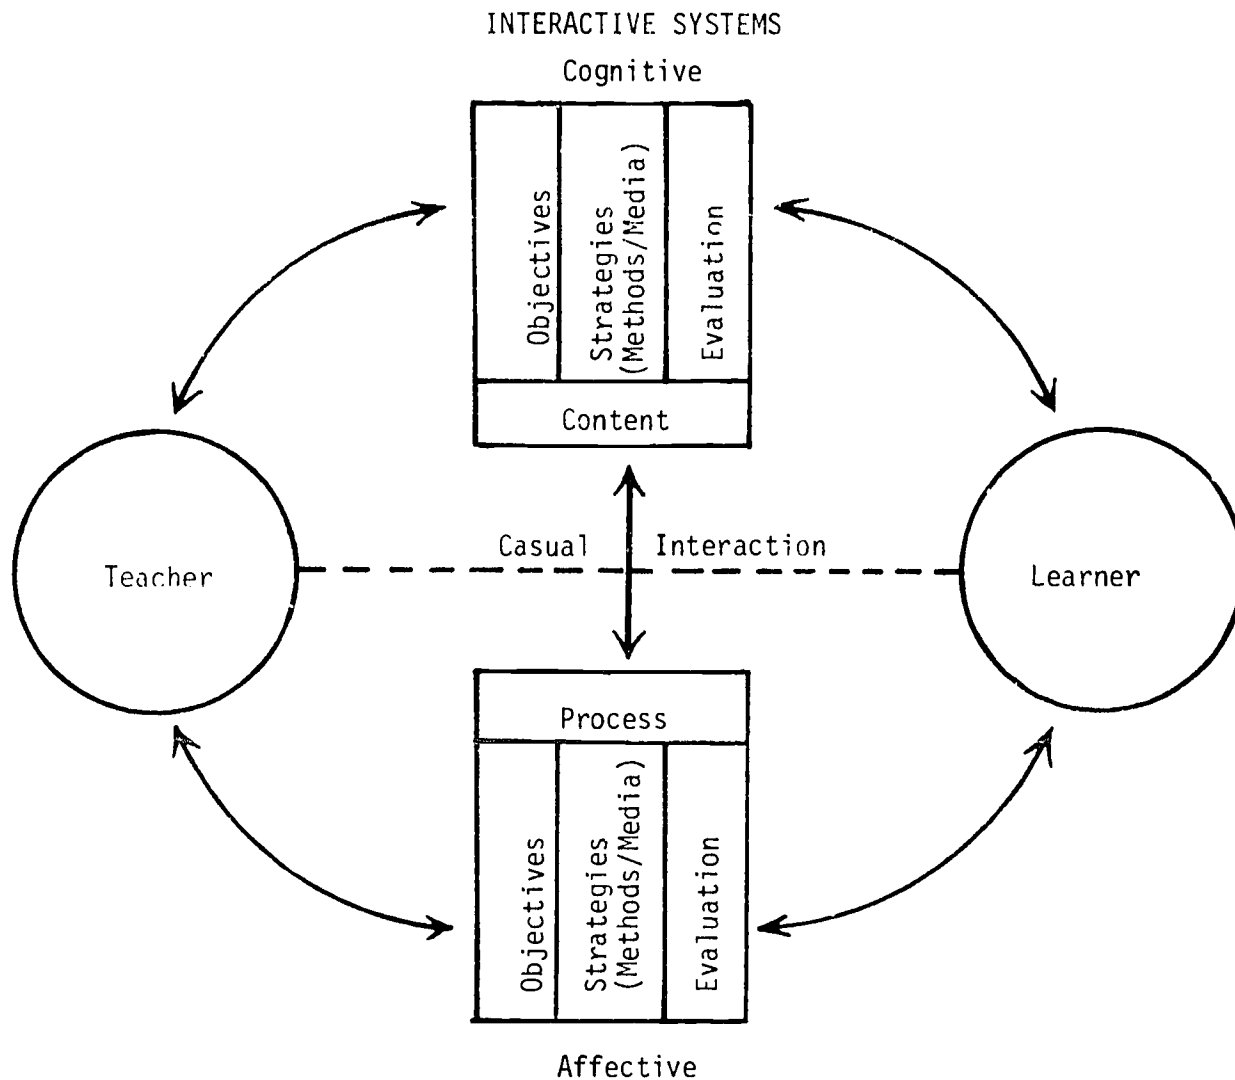 INTERACTIVE SYSTEMS
Cognitive
Objectives
Strategies
(Methods/Media)
Evaluation
Content
Casual Interaction
Teacher
Learner
Process
Objectives
Strategies
(Methods/Media)
Evaluation
Affective